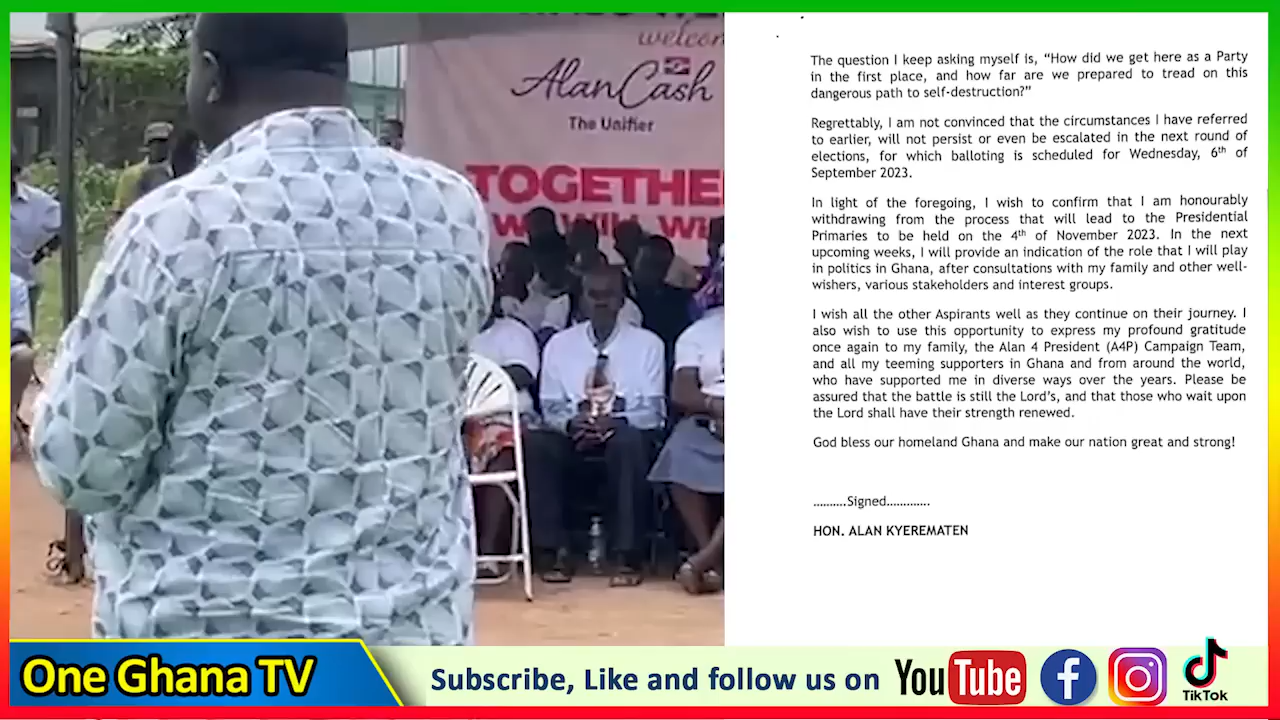 welcom
AlanCash
The Unifier
TOGETHE
WE WILL WI
The question I keep asking myself is, “How did we get here as a Party
in the first place, and how far are we prepared to tread on this
dangerous path to self-destruction?”
Regrettably, I am not convinced that the circumstances I have referred
to earlier, will not persist or even be escalated in the next round of
elections, for which balloting is scheduled for Wednesday, 6th of
September 2023.
In light of the foregoing, I wish to confirm that I am honourably
withdrawing from the process that will lead to the Presidential
Primaries to be held on the 4th of November 2023. In the next
upcoming weeks, I will provide an indication of the role that I will play
in politics in Ghana, after consultations with my family and other well-
wishers, various stakeholders and interest groups.
I wish all the other Aspirants well as they continue on their journey. I
also wish to use this opportunity to express my profound gratitude
once again to my family, the Alan 4 President (A4P) Campaign Team,
and all my teeming supporters in Ghana and from around the world,
who have supported me in diverse ways over the years. Please be
assured that the battle is still the Lord’s, and that those who wait upon
the Lord shall have their strength renewed.
God bless our homeland Ghana and make our nation great and strong!
..........Signed.............
HON. ALAN KYEREMATEN
One Ghana TV
Subscribe, Like and follow us on YouTube
TikTok